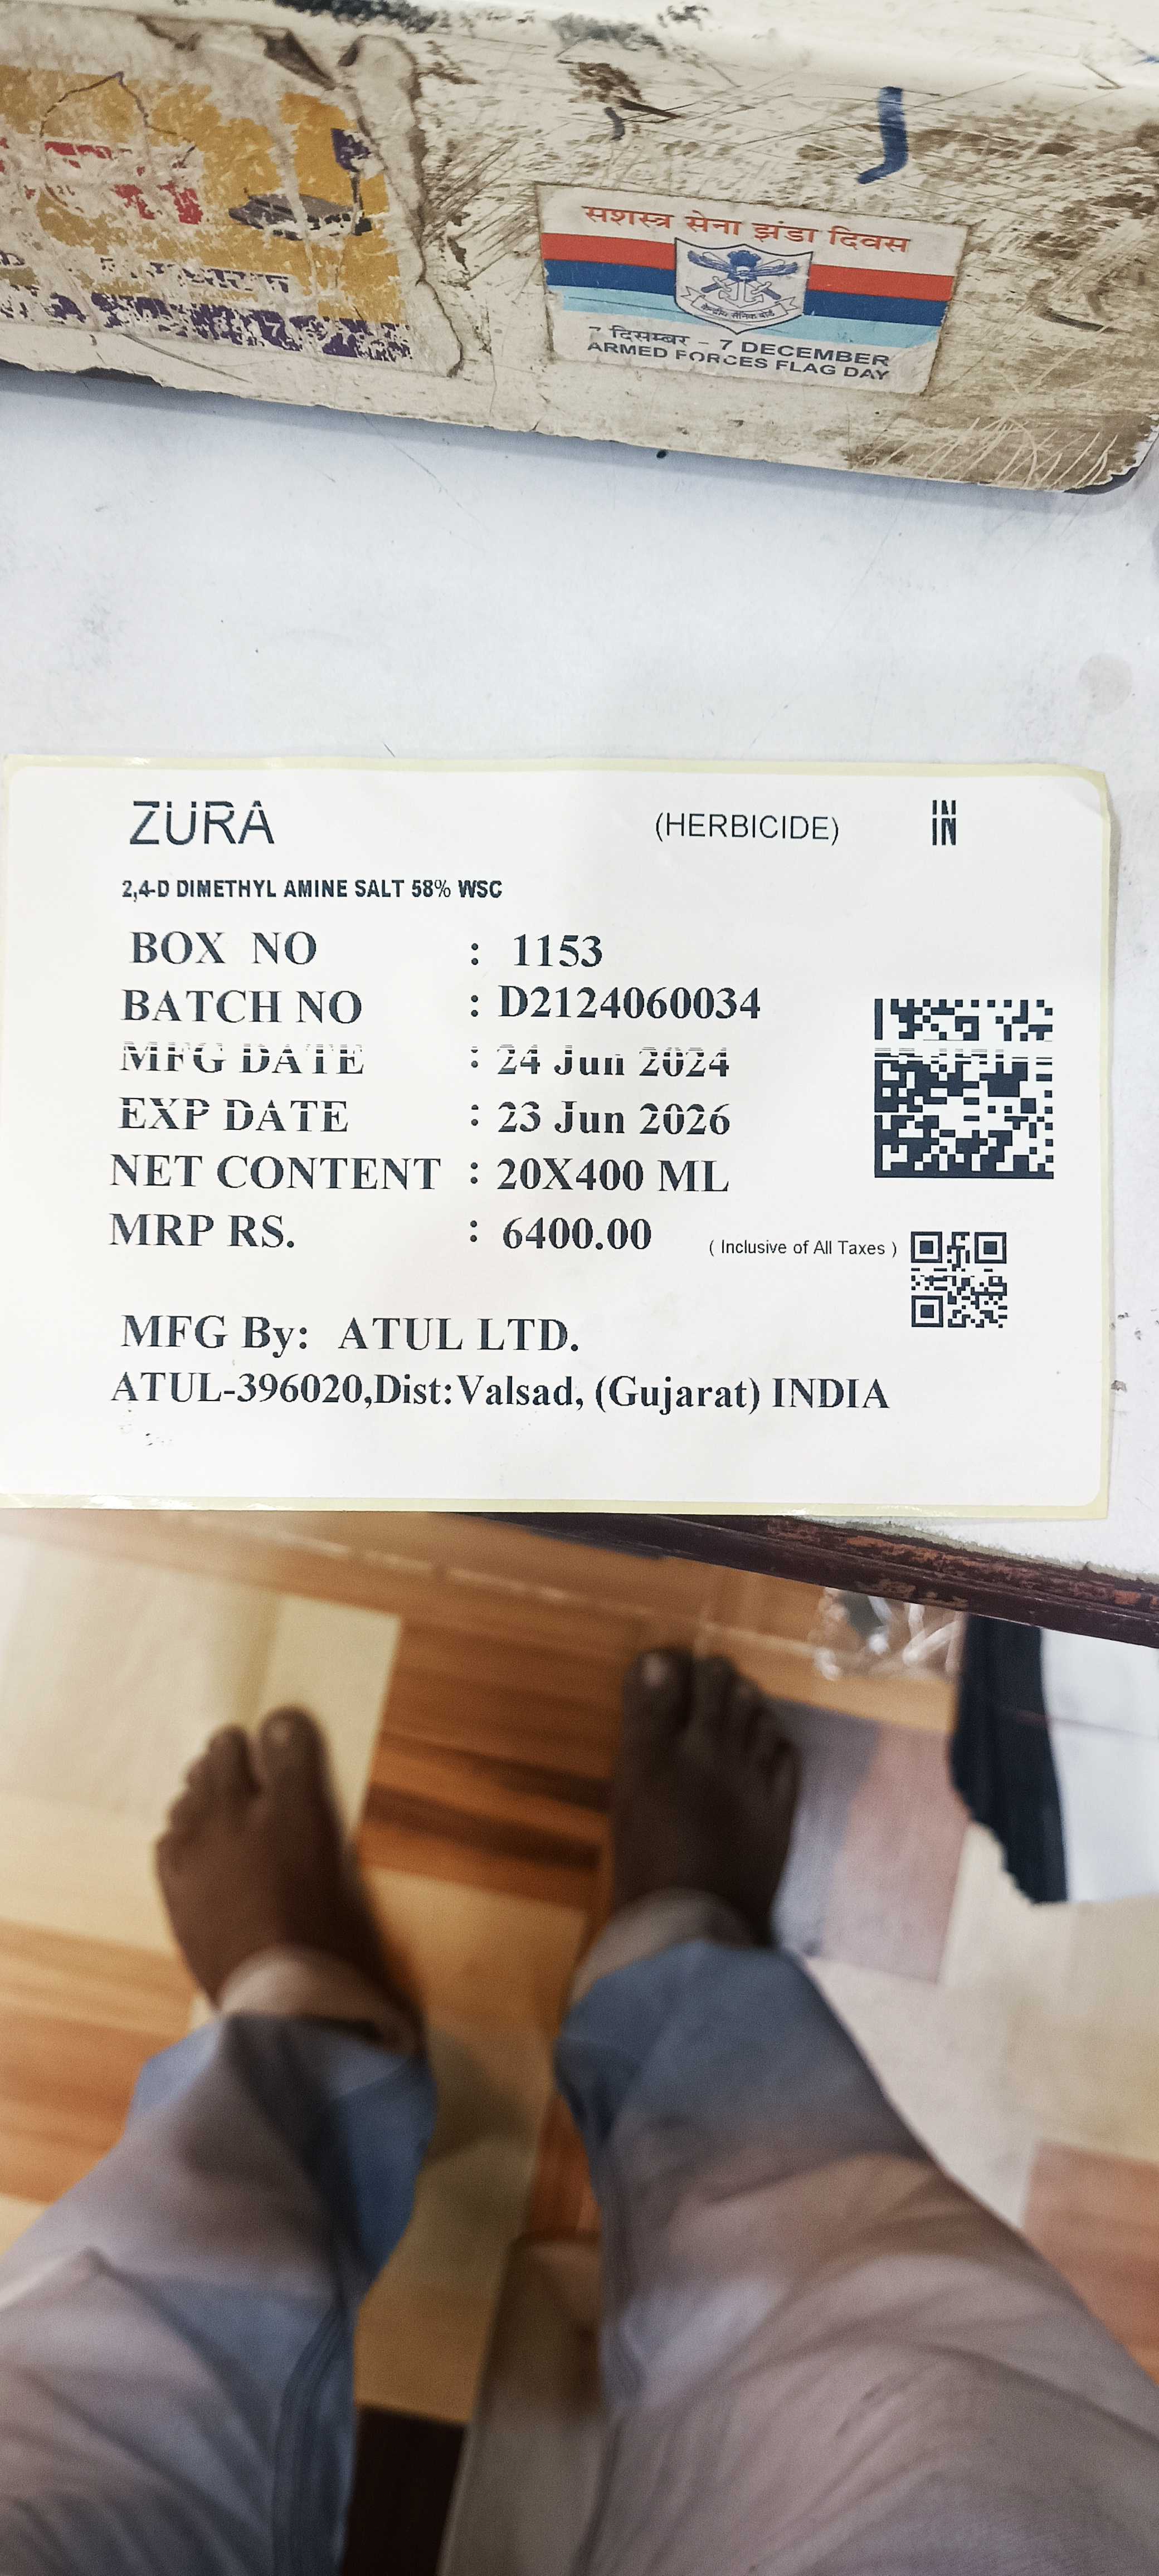 सशस्त्र सेना झंडा दिवस
केन्द्रीय सैनिक बोर्ड
7 दिसम्बर - 7 DECEMBER
ARMED FORCES FLAG DAY
ZURA (HERBICIDE) IN
2,4-D DIMETHYL AMINE SALT 58% WSC
BOX NO : 1153
BATCH NO : D2124060034
MFG DATE : 24 Jun 2024
EXP DATE : 23 Jun 2026
NET CONTENT : 20X400 ML
MRP RS. : 6400.00 ( Inclusive of All Taxes )
MFG By: ATUL LTD.
ATUL-396020,Dist:Valsad, (Gujarat) INDIA